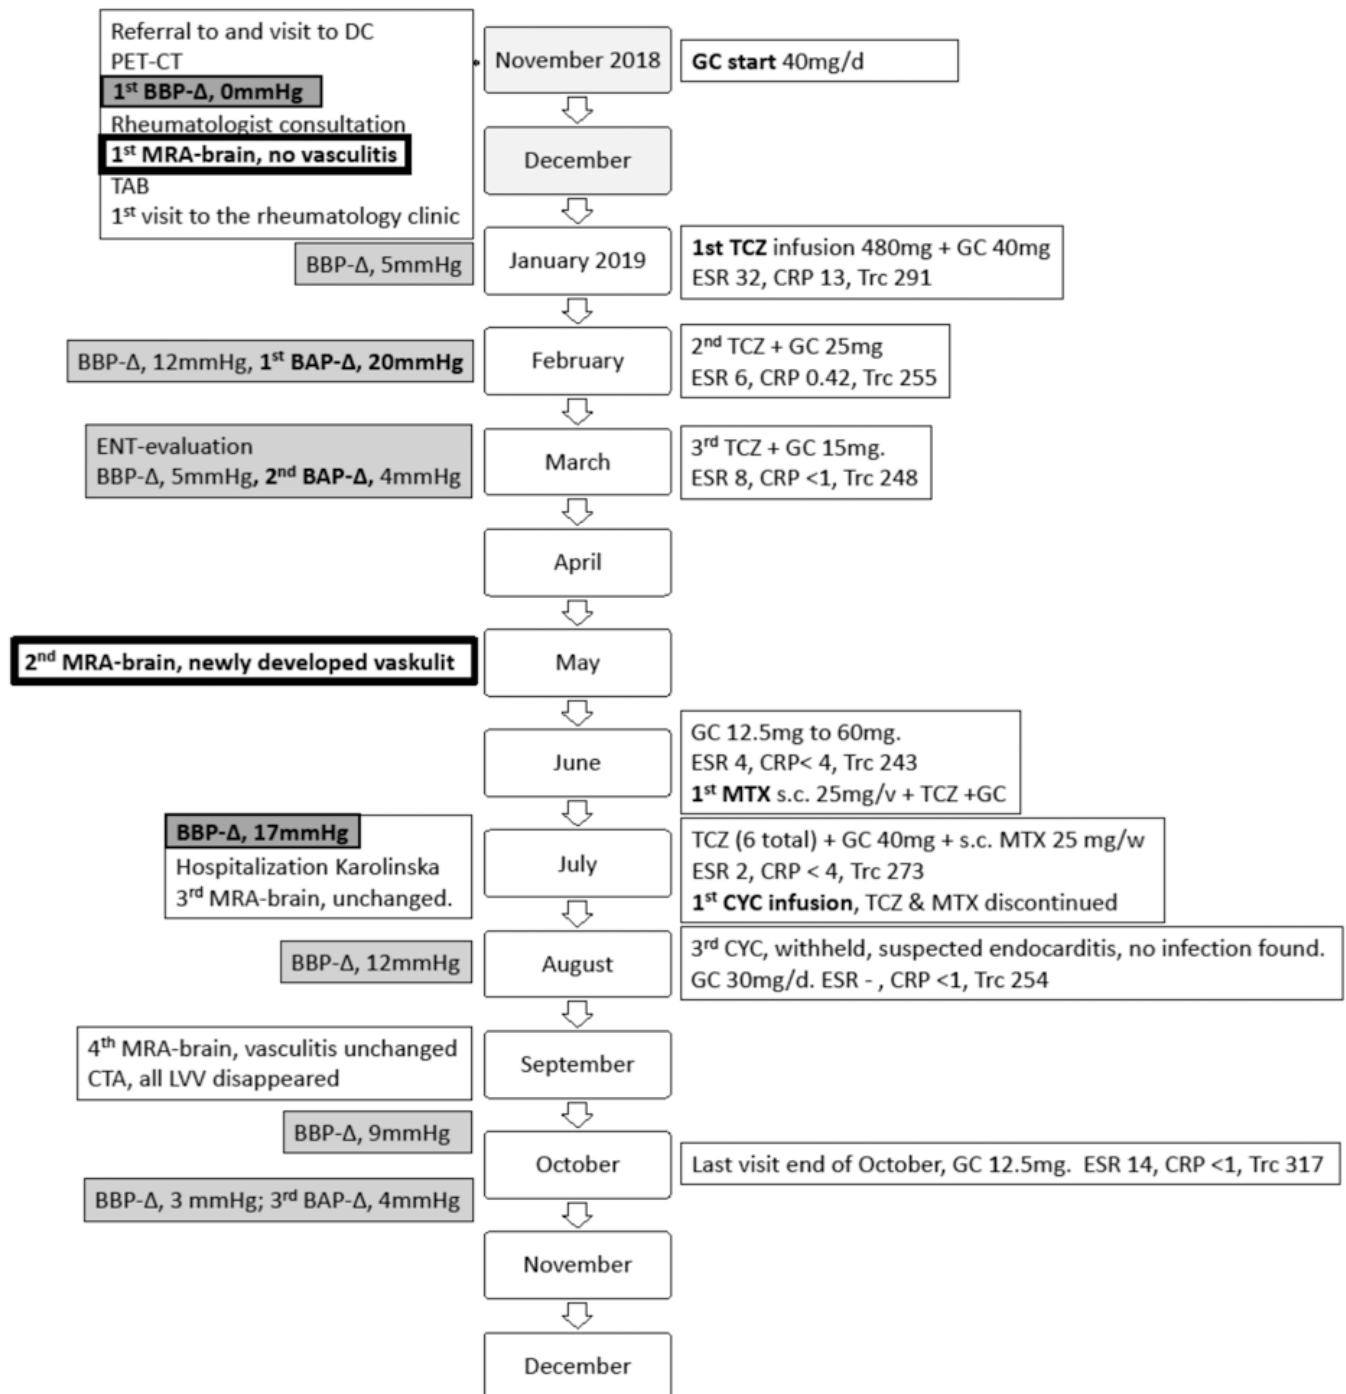 Referral to and visit to DC
PET-CT
1st BBP-Δ, 0mmHg
Rheumatologist consultation
1st MRA-brain, no vasculitis
TAB
1st visit to the rheumatology clinic
November 2018
GC start 40mg/d
December
BBP-Δ, 5mmHg
January 2019
1st TCZ infusion 480mg + GC 40mg
ESR 32, CRP 13, Trc 291
BBP-Δ, 12mmHg, 1st BAP-Δ, 20mmHg
February
2nd TCZ + GC 25mg
ESR 6, CRP 0.42, Trc 255
ENT-evaluation
BBP-Δ, 5mmHg, 2nd BAP-Δ, 4mmHg
March
3rd TCZ + GC 15mg.
ESR 8, CRP <1, Trc 248
April
2nd MRA-brain, newly developed vaskulit
May
June
GC 12.5mg to 60mg.
ESR 4, CRP< 4, Trc 243
1st MTX s.c. 25mg/v + TCZ +GC
BBP-Δ, 17mmHg
Hospitalization Karolinska
3rd MRA-brain, unchanged.
July
TCZ (6 total) + GC 40mg + s.c. MTX 25 mg/w
ESR 2, CRP < 4, Trc 273
1st CYC infusion, TCZ & MTX discontinued
BBP-Δ, 12mmHg
August
3rd CYC, withheld, suspected endocarditis, no infection found.
GC 30mg/d. ESR - , CRP <1, Trc 254
4th MRA-brain, vasculitis unchanged
CTA, all LVV disappeared
September
BBP-Δ, 9mmHg
October
Last visit end of October, GC 12.5mg. ESR 14, CRP <1, Trc 317
BBP-Δ, 3 mmHg; 3rd BAP-Δ, 4mmHg
November
December